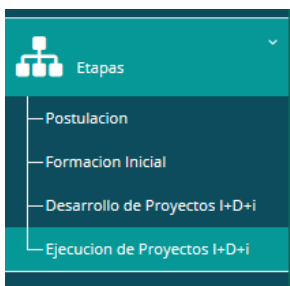 Etapas
Postulacion
Formacion Inicial
Desarrollo de Proyectos I+D+i
Ejecucion de Proyectos I+D+i